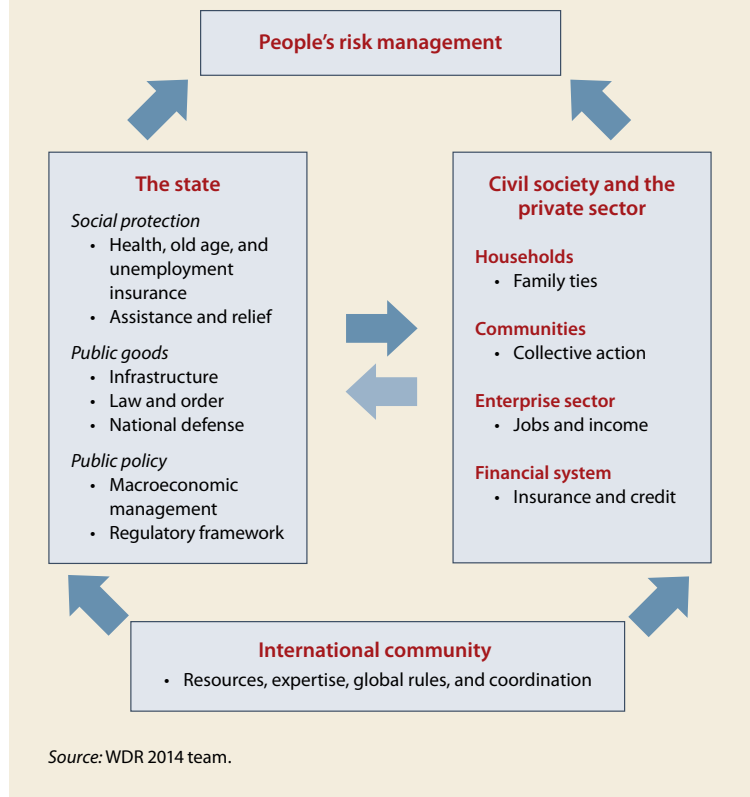 People’s risk management
The state
Social protection
• Health, old age, and
unemployment
insurance
• Assistance and relief
Public goods
• Infrastructure
• Law and order
• National defense
Public policy
• Macroeconomic
management
• Regulatory framework
Civil society and the
private sector
Households
• Family ties
Communities
• Collective action
Enterprise sector
• Jobs and income
Financial system
• Insurance and credit
International community
• Resources, expertise, global rules, and coordination
Source: WDR 2014 team.